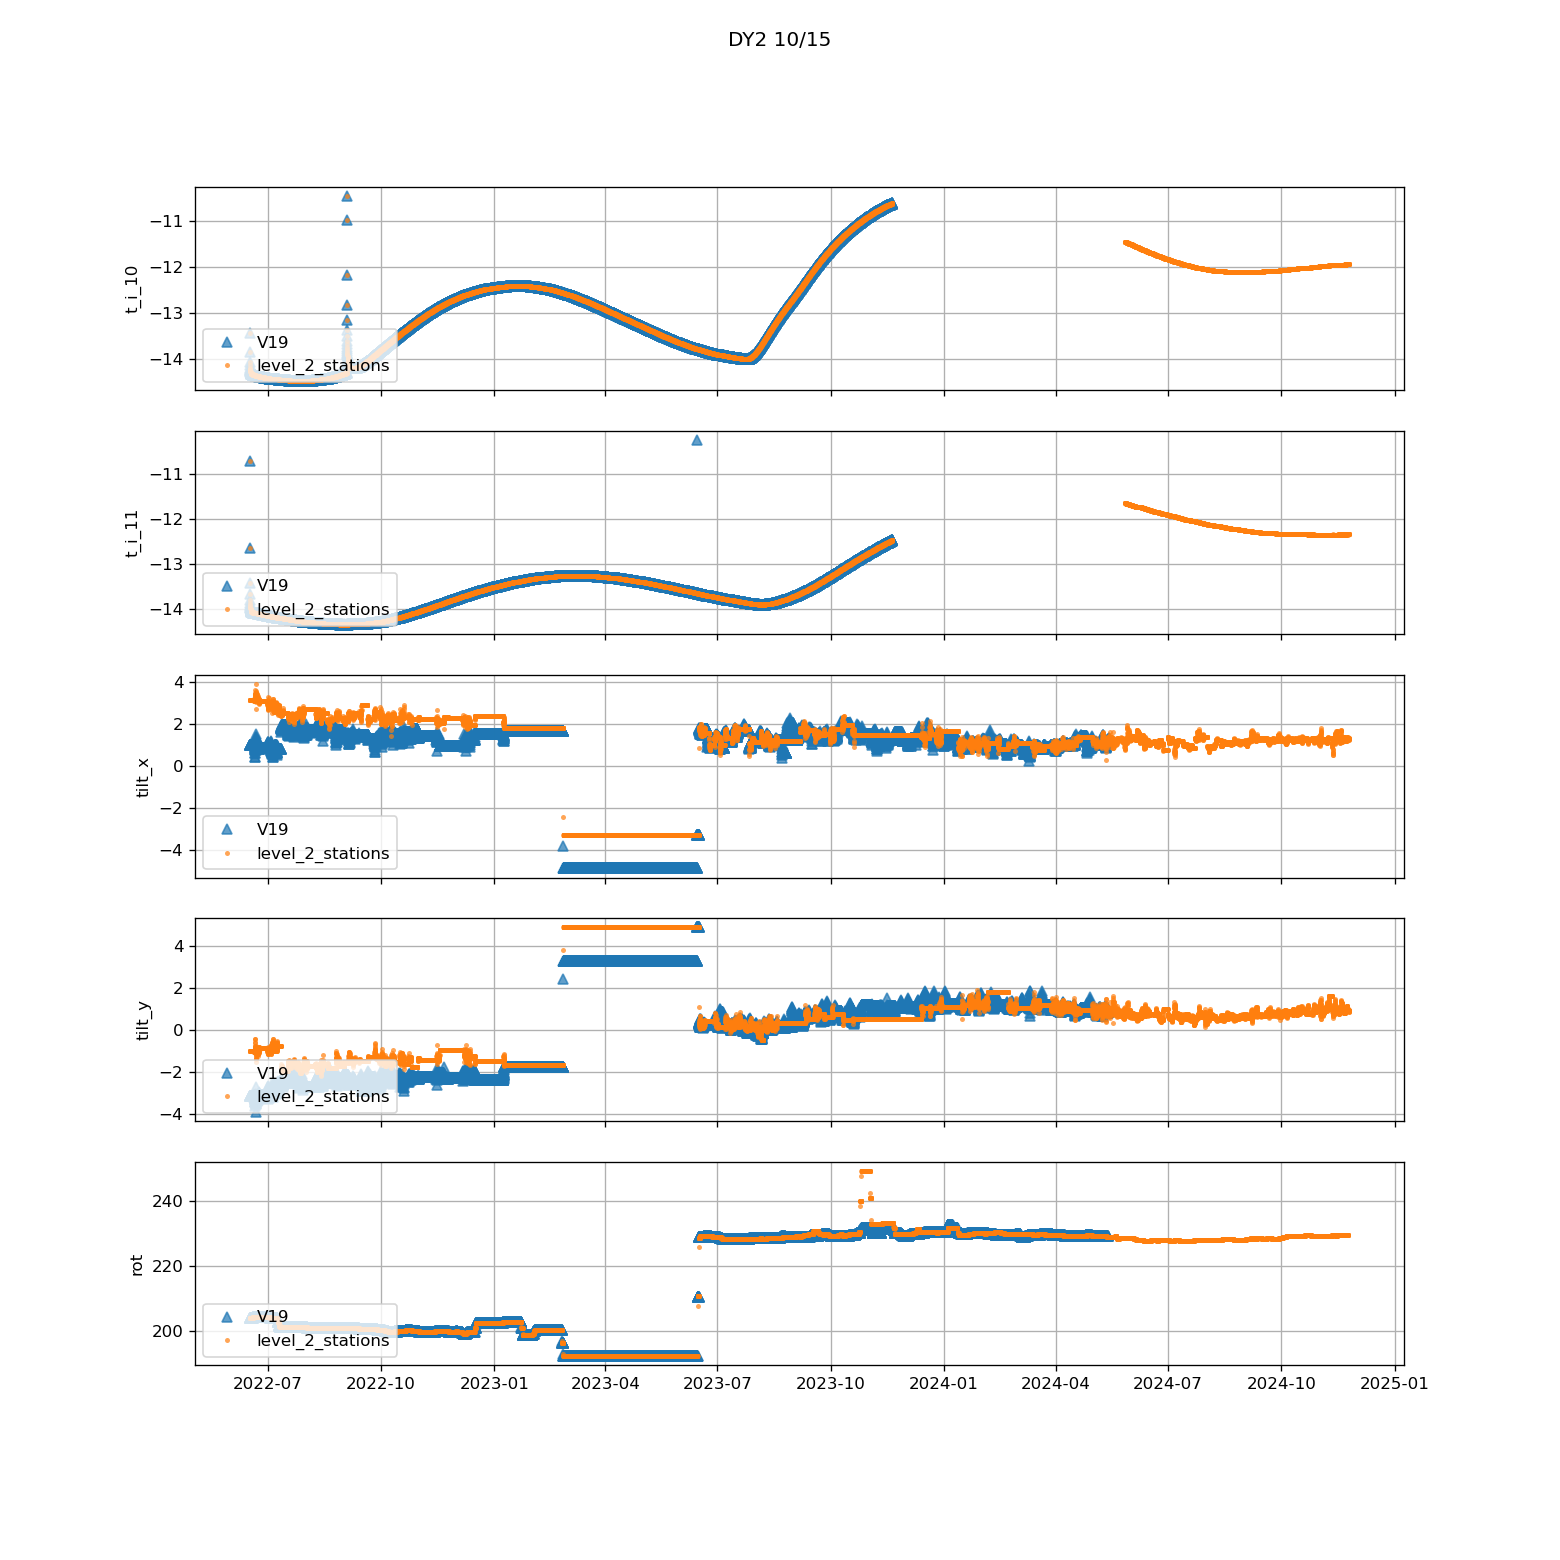 DY2 10/15
t_i_10
−11
−12
−13
−14
V19
level_2_stations
t_i_11
−11
−12
−13
−14
V19
level_2_stations
tilt_x
4
2
0
−2
−4
V19
level_2_stations
tilt_y
4
2
0
−2
−4
V19
level_2_stations
rot
240
220
200
V19
level_2_stations
2022-07 2022-10 2023-01 2023-04 2023-07 2023-10 2024-01 2024-04 2024-07 2024-10 2025-01